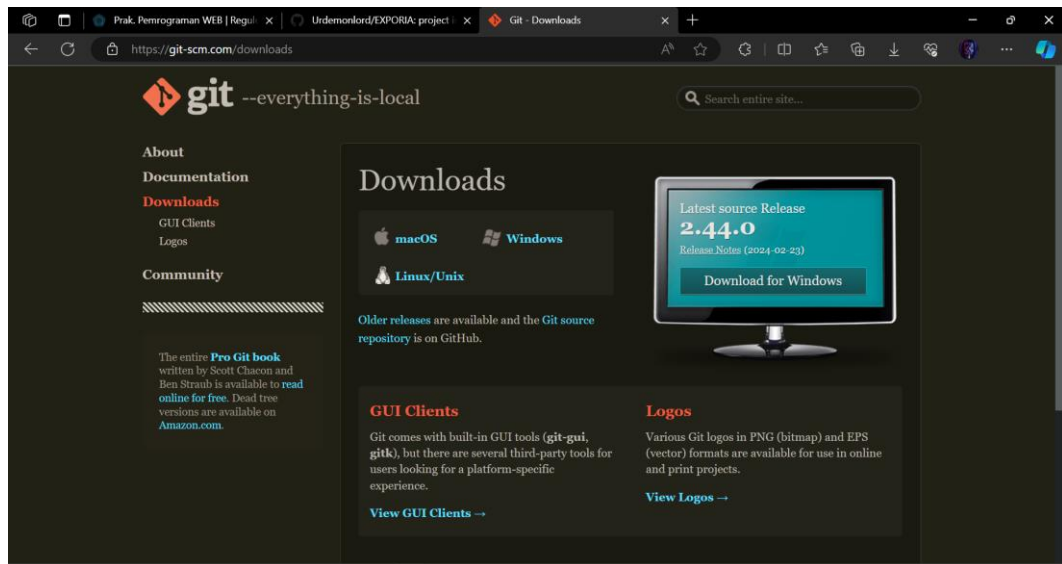 Prak. Pemrograman WEB | Regul
Urdemonlord/EXPORIA: project i
Git - Downloads
https://git-scm.com/downloads
git --everything-is-local
Search entire site...
About
Documentation
Downloads
GUI Clients
Logos
Community
The entire Pro Git book
written by Scott Chacon and
Ben Straub is available to read
online for free. Dead tree
versions are available on
Amazon.com.
Downloads
macOS
Windows
Linux/Unix
Older releases are available and the Git source
repository is on GitHub.
Latest source Release
2.44.0
Release Notes (2024-02-23)
Download for Windows
GUI Clients
Git comes with built-in GUI tools (git-gui,
gitk), but there are several third-party tools for
users looking for a platform-specific
experience.
View GUI Clients →
Logos
Various Git logos in PNG (bitmap) and EPS
(vector) formats are available for use in online
and print projects.
View Logos →